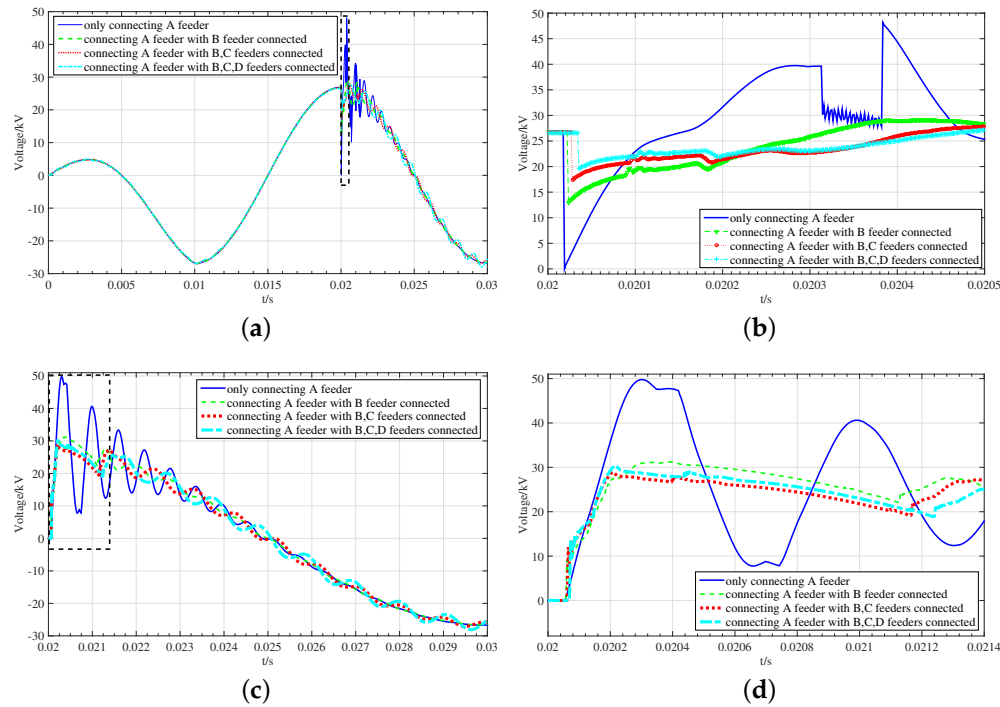 50
40
30
20
10
0
-10
-20
-30
Voltage/kV
only connecting A feeder
connecting A feeder with B feeder connected
connecting A feeder with B,C feeders connected
connecting A feeder with B,C,D feeders connected
0
0.005
0.01
0.015
0.02
0.025
0.03
t/s
(a)
50
45
40
35
30
25
20
15
10
5
0
Voltage/kV
only connecting A feeder
connecting A feeder with B feeder connected
connecting A feeder with B,C feeders connected
connecting A feeder with B,C,D feeders connected
0.02
0.0201
0.0202
0.0203
0.0204
0.0205
t/s
(b)
50
40
30
20
10
0
-10
-20
-30
Voltage/kV
only connecting A feeder
connecting A feeder with B feeder connected
connecting A feeder with B,C feeders connected
connecting A feeder with B,C,D feeders connected
0.02
0.021
0.022
0.023
0.024
0.025
0.026
0.027
0.028
0.029
0.03
t/s
(c)
50
40
30
20
10
0
Voltage/kV
only connecting A feeder
connecting A feeder with B feeder connected
connecting A feeder with B,C feeders connected
connecting A feeder with B,C,D feeders connected
0.02
0.0202
0.0204
0.0206
0.0208
0.021
0.0212
0.0214
t/s
(d)